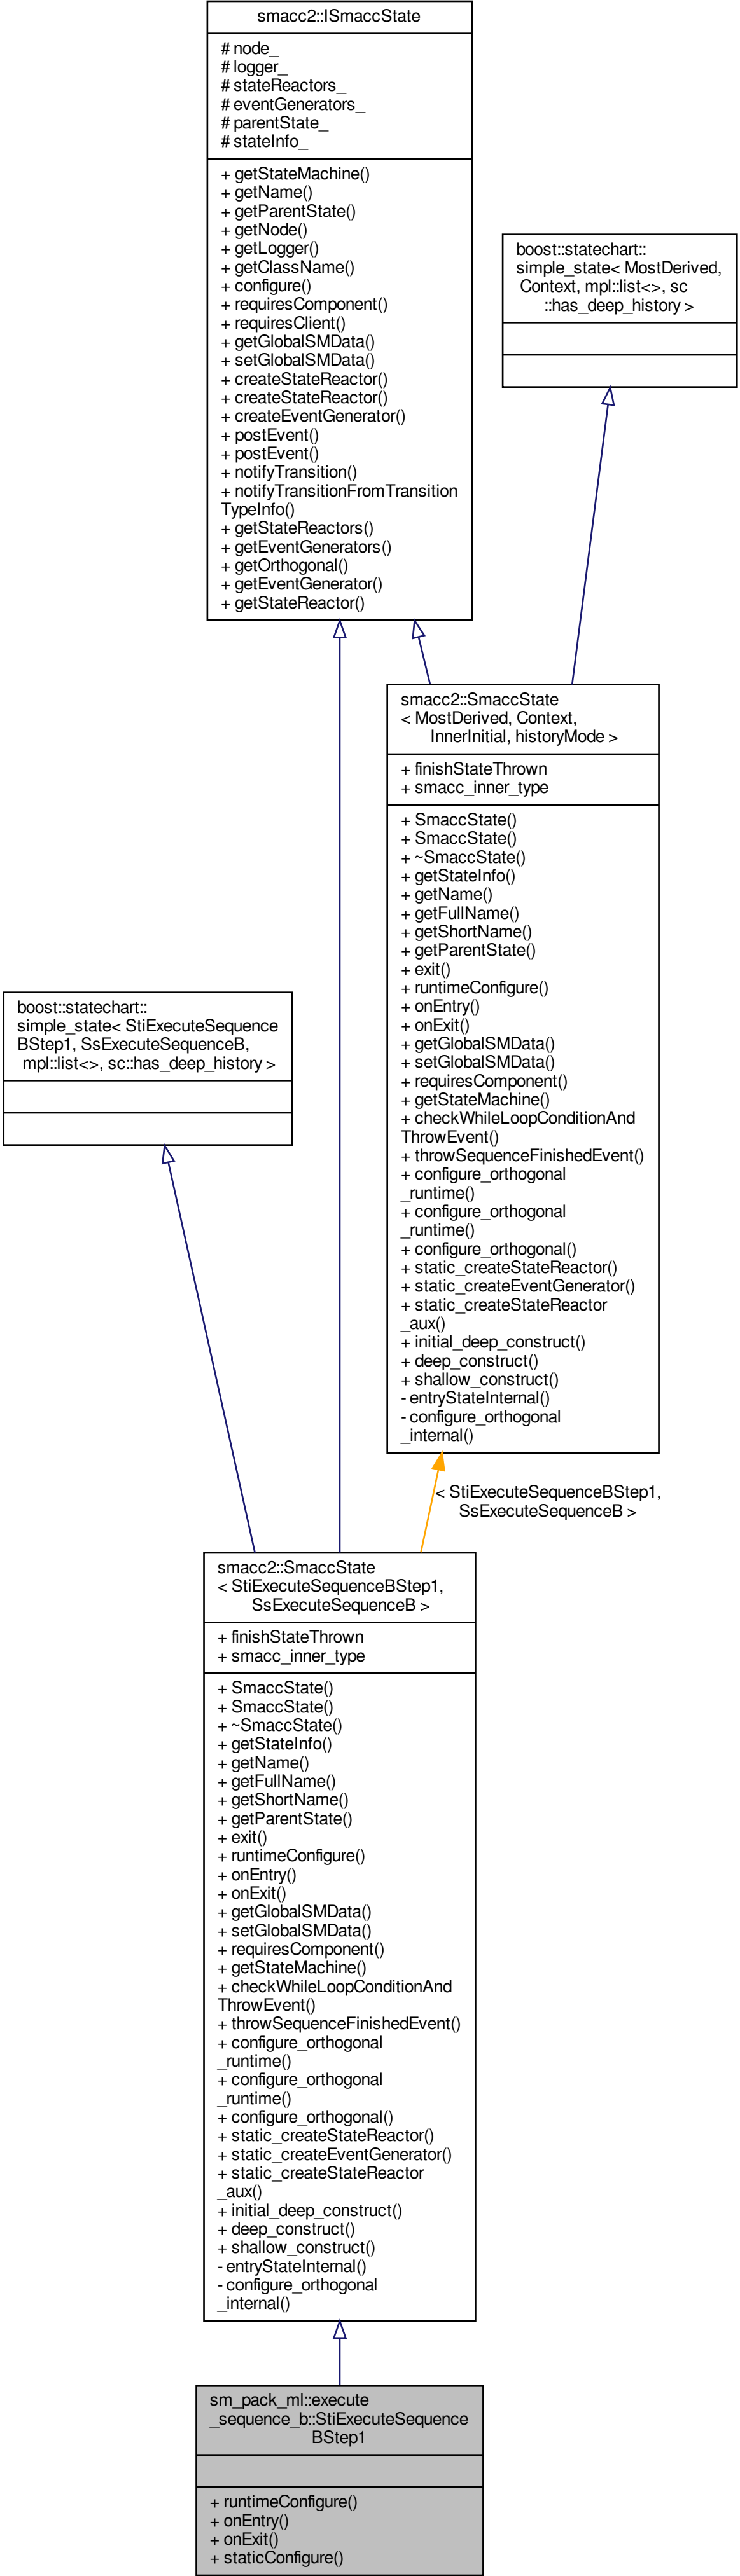 smacc2::ISmaccState
# node_
# logger_
# stateReactors_
# eventGenerators_
# parentState_
# stateInfo_
+ getStateMachine()
+ getName()
+ getParentState()
+ getNode()
+ getLogger()
+ getClassName()
+ configure()
+ requiresComponent()
+ requiresClient()
+ getGlobalSMData()
+ setGlobalSMData()
+ createStateReactor()
+ createStateReactor()
+ createEventGenerator()
+ postEvent()
+ postEvent()
+ notifyTransition()
+ notifyTransitionFromTransition
TypeInfo()
+ getStateReactors()
+ getEventGenerators()
+ getOrthogonal()
+ getEventGenerator()
+ getStateReactor()
boost::statechart::
simple_state< MostDerived,
Context, mpl::list<>, sc
::has_deep_history >
smacc2::SmaccState
< MostDerived, Context,
InnerInitial, historyMode >
+ finishStateThrown
+ smacc_inner_type
+ SmaccState()
+ SmaccState()
+ ~SmaccState()
+ getStateInfo()
+ getName()
+ getFullName()
+ getShortName()
+ getParentState()
+ exit()
+ runtimeConfigure()
+ onEntry()
+ onExit()
+ getGlobalSMData()
+ setGlobalSMData()
+ requiresComponent()
+ getStateMachine()
+ checkWhileLoopConditionAnd
ThrowEvent()
+ throwSequenceFinishedEvent()
+ configure_orthogonal
_runtime()
+ configure_orthogonal
_runtime()
+ configure_orthogonal()
+ static_createStateReactor()
+ static_createEventGenerator()
+ static_createStateReactor
_aux()
+ initial_deep_construct()
+ deep_construct()
+ shallow_construct()
- entryStateInternal()
- configure_orthogonal
_internal()
boost::statechart::
simple_state< StiExecuteSequence
BStep1, SsExecuteSequenceB,
mpl::list<>, sc::has_deep_history >
< StiExecuteSequenceBStep1,
SsExecuteSequenceB >
smacc2::SmaccState
< StiExecuteSequenceBStep1,
SsExecuteSequenceB >
+ finishStateThrown
+ smacc_inner_type
+ SmaccState()
+ SmaccState()
+ ~SmaccState()
+ getStateInfo()
+ getName()
+ getFullName()
+ getShortName()
+ getParentState()
+ exit()
+ runtimeConfigure()
+ onEntry()
+ onExit()
+ getGlobalSMData()
+ setGlobalSMData()
+ requiresComponent()
+ getStateMachine()
+ checkWhileLoopConditionAnd
ThrowEvent()
+ throwSequenceFinishedEvent()
+ configure_orthogonal
_runtime()
+ configure_orthogonal
_runtime()
+ configure_orthogonal()
+ static_createStateReactor()
+ static_createEventGenerator()
+ static_createStateReactor
_aux()
+ initial_deep_construct()
+ deep_construct()
+ shallow_construct()
- entryStateInternal()
- configure_orthogonal
_internal()
sm_pack_ml::execute
_sequence_b::StiExecuteSequence
BStep1
+ runtimeConfigure()
+ onEntry()
+ onExit()
+ staticConfigure()